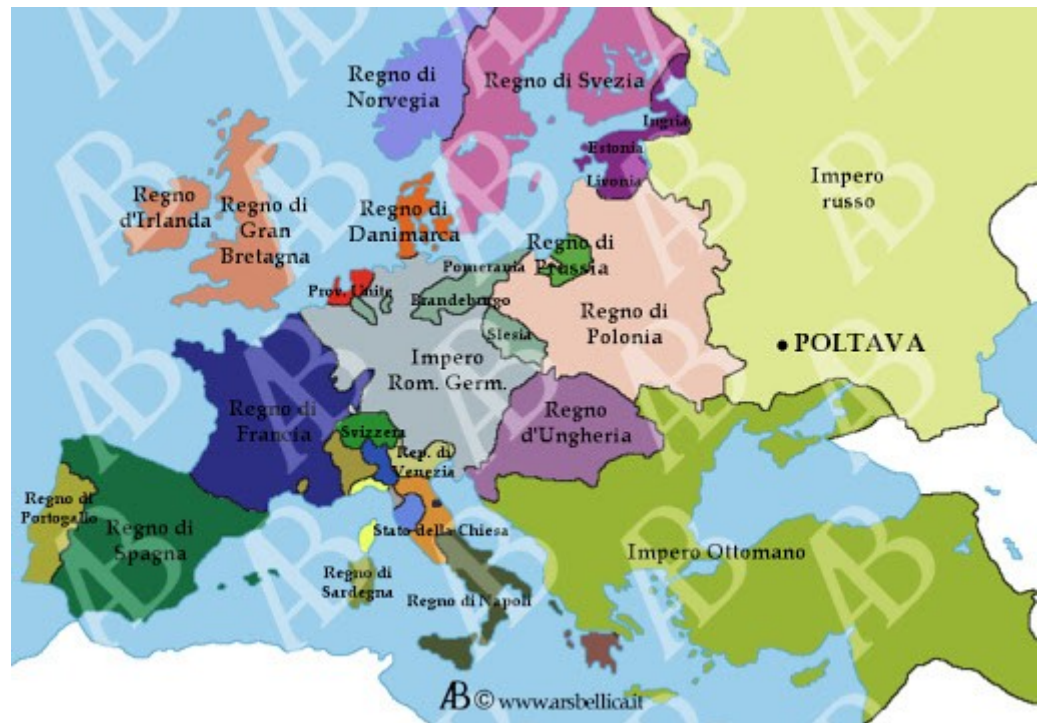 Regno di
Norvegia
Regno di Svezia
Ingria
Estonia
Livonia
Impero
russo
Regno
d'Irlanda
Regno di
Gran
Bretagna
Regno di
Danimarca
Regno di
Prussia
Pomerania
Prov. Unite
Brandeburgo
Slesia
Regno di
Polonia
POLTAVA
Impero
Rom. Germ.
Regno di
Francia
Svizzera
Regno
d'Ungheria
Rep. di
Venezia
Regno di
Portogallo
Regno di
Spagna
Stato della Chiesa
Impero Ottomano
Regno di
Sardegna
Regno di Napoli
AB © www.arsbellica.it